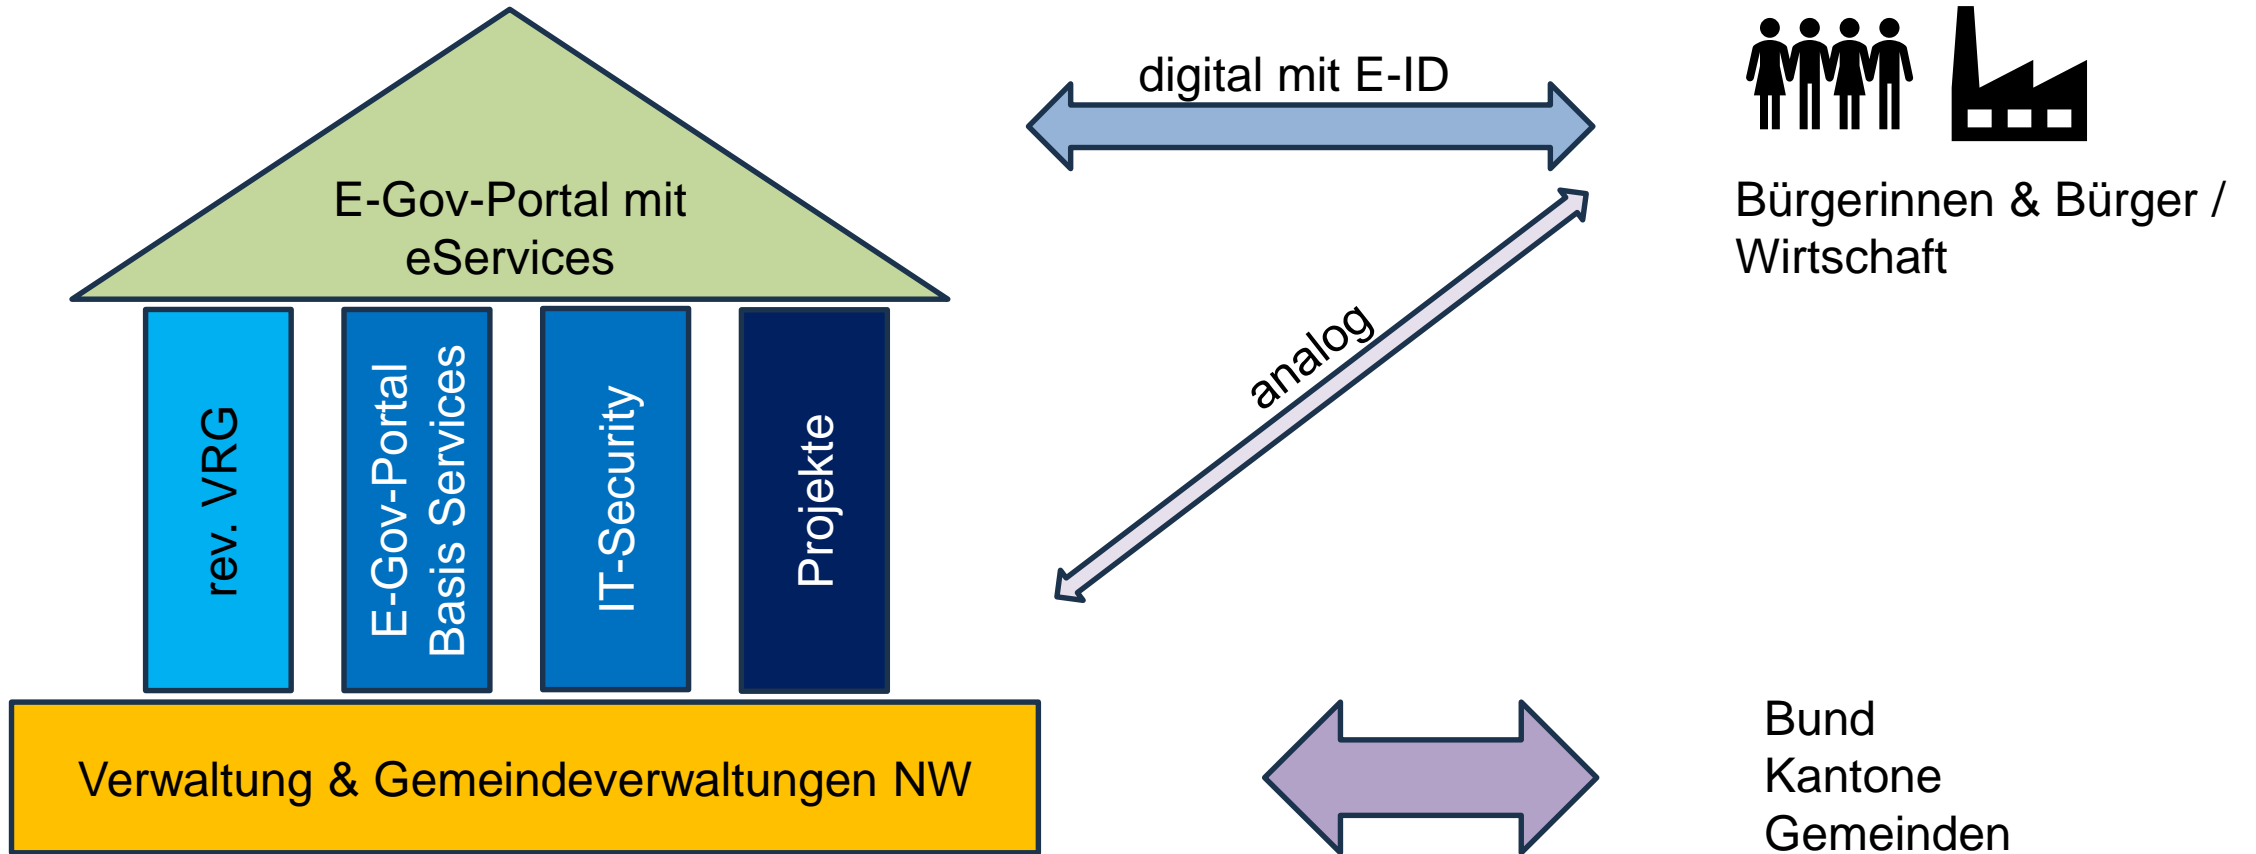 digital mit E-ID
E-Gov-Portal mit
eServices
Bürgerinnen & Bürger /
Wirtschaft
analog
rev. VRG
E-Gov-Portal
Basis Services
IT-Security
Projekte
Verwaltung & Gemeindeverwaltungen NW
Bund
Kantone
Gemeinden